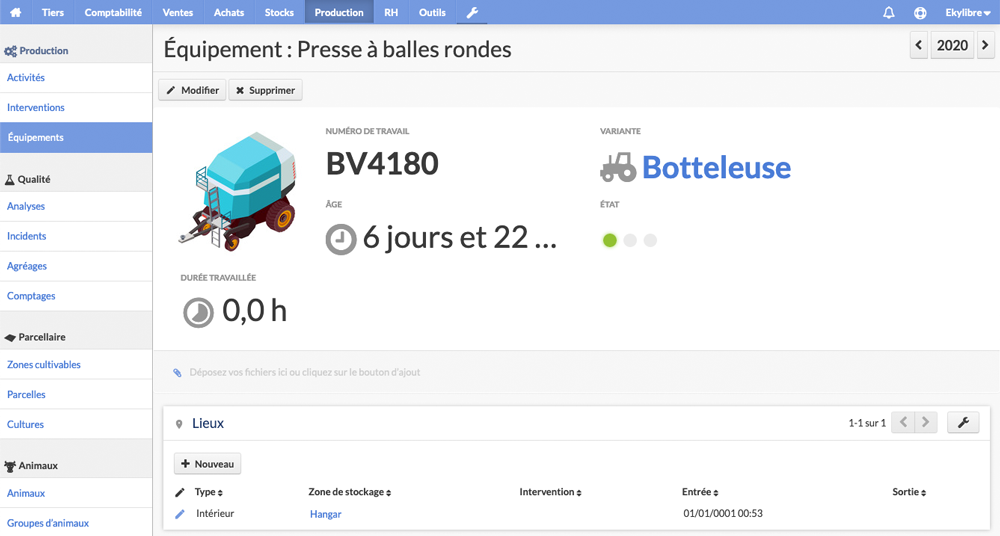 Tiers Comptabilité Ventes Achats Stocks Production RH Outils Ekylibre
Équipement : Presse à balles rondes 2020
Modifier Supprimer
Production
Activités
Interventions
Équipements
Qualité
Analyses
Incidents
Agréages
Comptages
Parcellaire
Zones cultivables
Parcelles
Cultures
Animaux
Animaux
Groupes d'animaux
NUMÉRO DE TRAVAIL
BV4180
VARIANTE
Botteleuse
ÂGE
6 jours et 22 ...
ÉTAT
DURÉE TRAVAILLÉE
0,0 h
Déposez vos fichiers ici ou cliquez sur le bouton d'ajout
Lieux 1-1 sur 1
Nouveau
Type Zone de stockage Intervention Entrée Sortie
Intérieur Hangar 01/01/0001 00:53